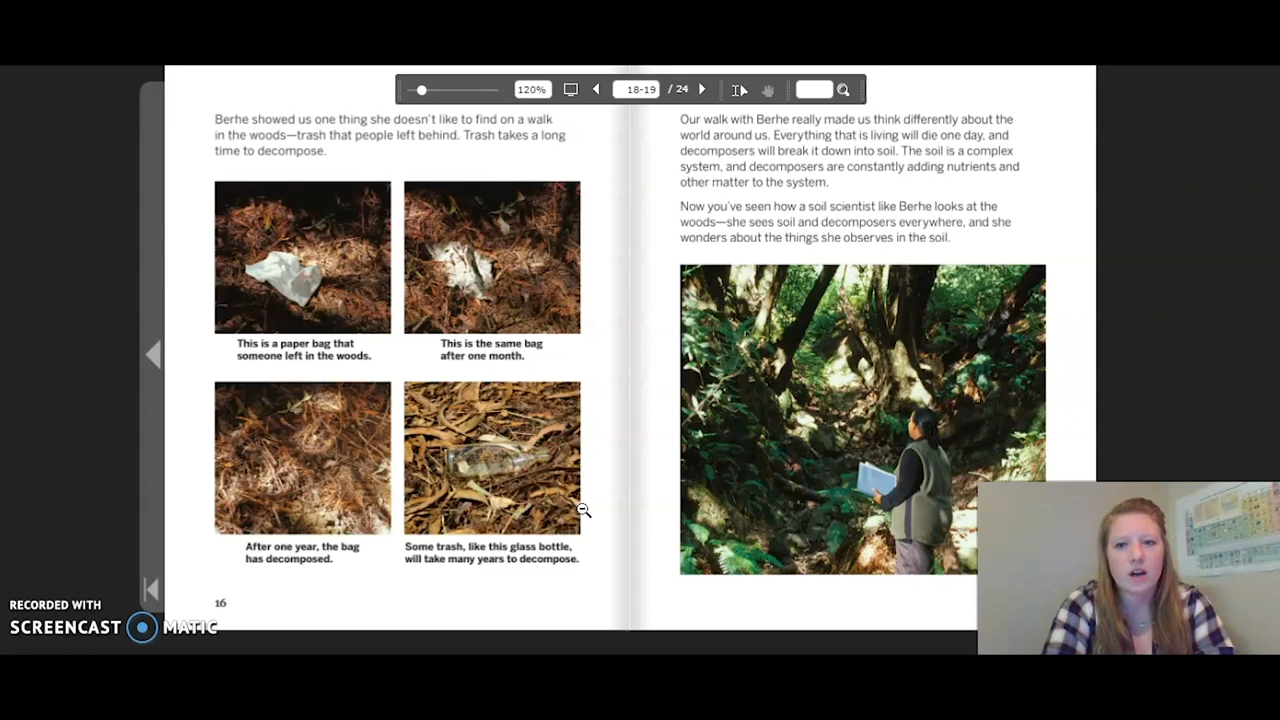 120%
18-19 / 24
Berhe showed us one thing she doesn't like to find on a walk
in the woods—trash that people left behind. Trash takes a long
time to decompose.
This is a paper bag that
someone left in the woods.
This is the same bag
after one month.
After one year, the bag
has decomposed.
Some trash, like this glass bottle,
will take many years to decompose.
16
Our walk with Berhe really made us think differently about the
world around us. Everything that is living will die one day, and
decomposers will break it down into soil. The soil is a complex
system, and decomposers are constantly adding nutrients and
other matter to the system.
Now you've seen how a soil scientist like Berhe looks at the
woods—she sees soil and decomposers everywhere, and she
wonders about the things she observes in the soil.
RECORDED WITH
SCREENCAST MATIC